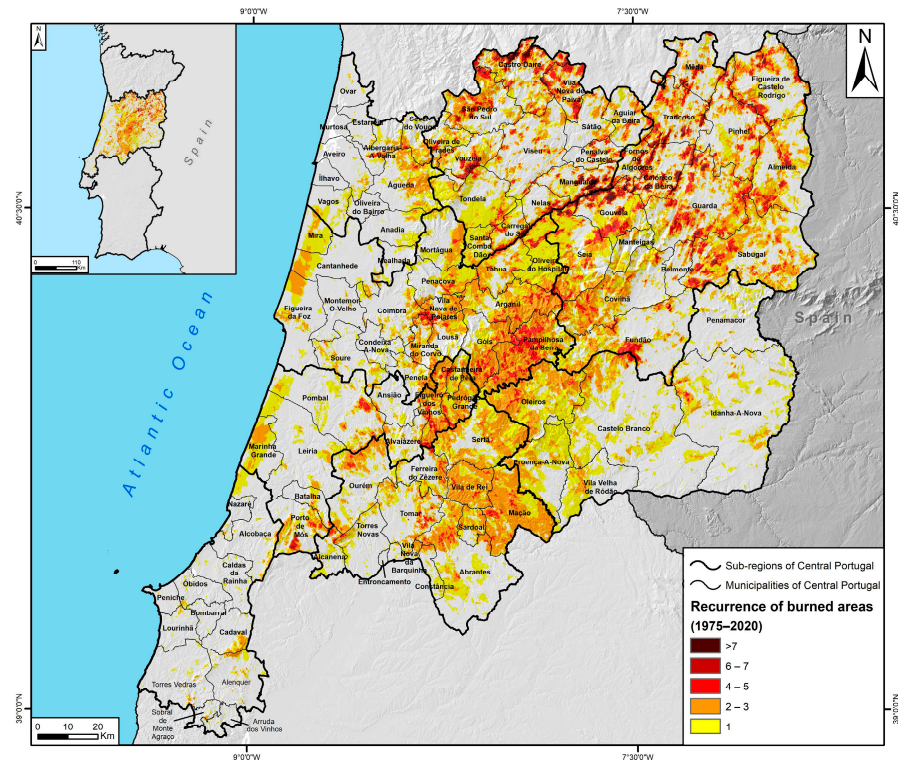 9°0'0"W
7°30'0"W
N
Spain
0
110
Km
N
40°30'0"N
40°30'0"N
Ovar
Murtosa
Estarreja
Aveiro
Albergaria-
A-Velha
Sever
do Vouga
Ílhavo
Águeda
Vagos
Oliveira
do Bairro
Anadia
Mira
Mealhada
Cantanhede
Mortágua
Penacova
Montemor-
O-Velho
Coimbra
Figueira
da Foz
Condeixa
A-Nova
Soure
Vila
Nova de
Poiares
Lousã
Miranda
do Corvo
Penela
Góis
Arganil
Tábua
Oliveira
do Hospital
Pampilhosa
da Serra
Castro Daire
Vila
Nova de
Paiva
São Pedro
do Sul
Oliveira de
Frades
Vouzela
Viseu
Sátão
Aguiar
da Beira
Penalva
do Castelo
Mangualde
Tondela
Nelas
Carregal
do Sal
Santa
Comba
Dão
Mêda
Figueira de
Castelo
Rodrigo
Trancoso
Pinhel
Fornos
de
Algodres
Celorico
da Beira
Almeida
Guarda
Gouveia
Manteigas
Seia
Sabugal
Belmonte
Covilhã
Fundão
Penamacor
Idanha-A-Nova
Castelo Branco
Oleiros
Proença-A-Nova
Vila Velha
de Ródão
Castanheira
de Pêra
Figueiró
dos
Vinhos
Pedrógão
Grande
Ansião
Pombal
Alvaiázere
Leiria
Marinha
Grande
Batalha
Porto
de
Mós
Sertã
Ferreira
do Zêzere
Vila de Rei
Ourém
Tomar
Mação
Sardoal
Torres
Novas
Alcanena
Vila
Nova
da
Barquinha
Entroncamento
Constância
Abrantes
Nazaré
Alcobaça
Caldas
da
Rainha
Óbidos
Peniche
Bombarral
Lourinhã
Cadaval
Torres Vedras
Alenquer
Sobral
de
Monte
Agraço
Arruda
dos Vinhos
Atlantic Ocean
Spain
Sub-regions of Central Portugal
Municipalities of Central Portugal
Recurrence of burned areas
(1975–2020)
>7
6 – 7
4 – 5
2 – 3
1
0
10
20
Km
39°0'0"N
39°0'0"N
9°0'0"W
7°30'0"W